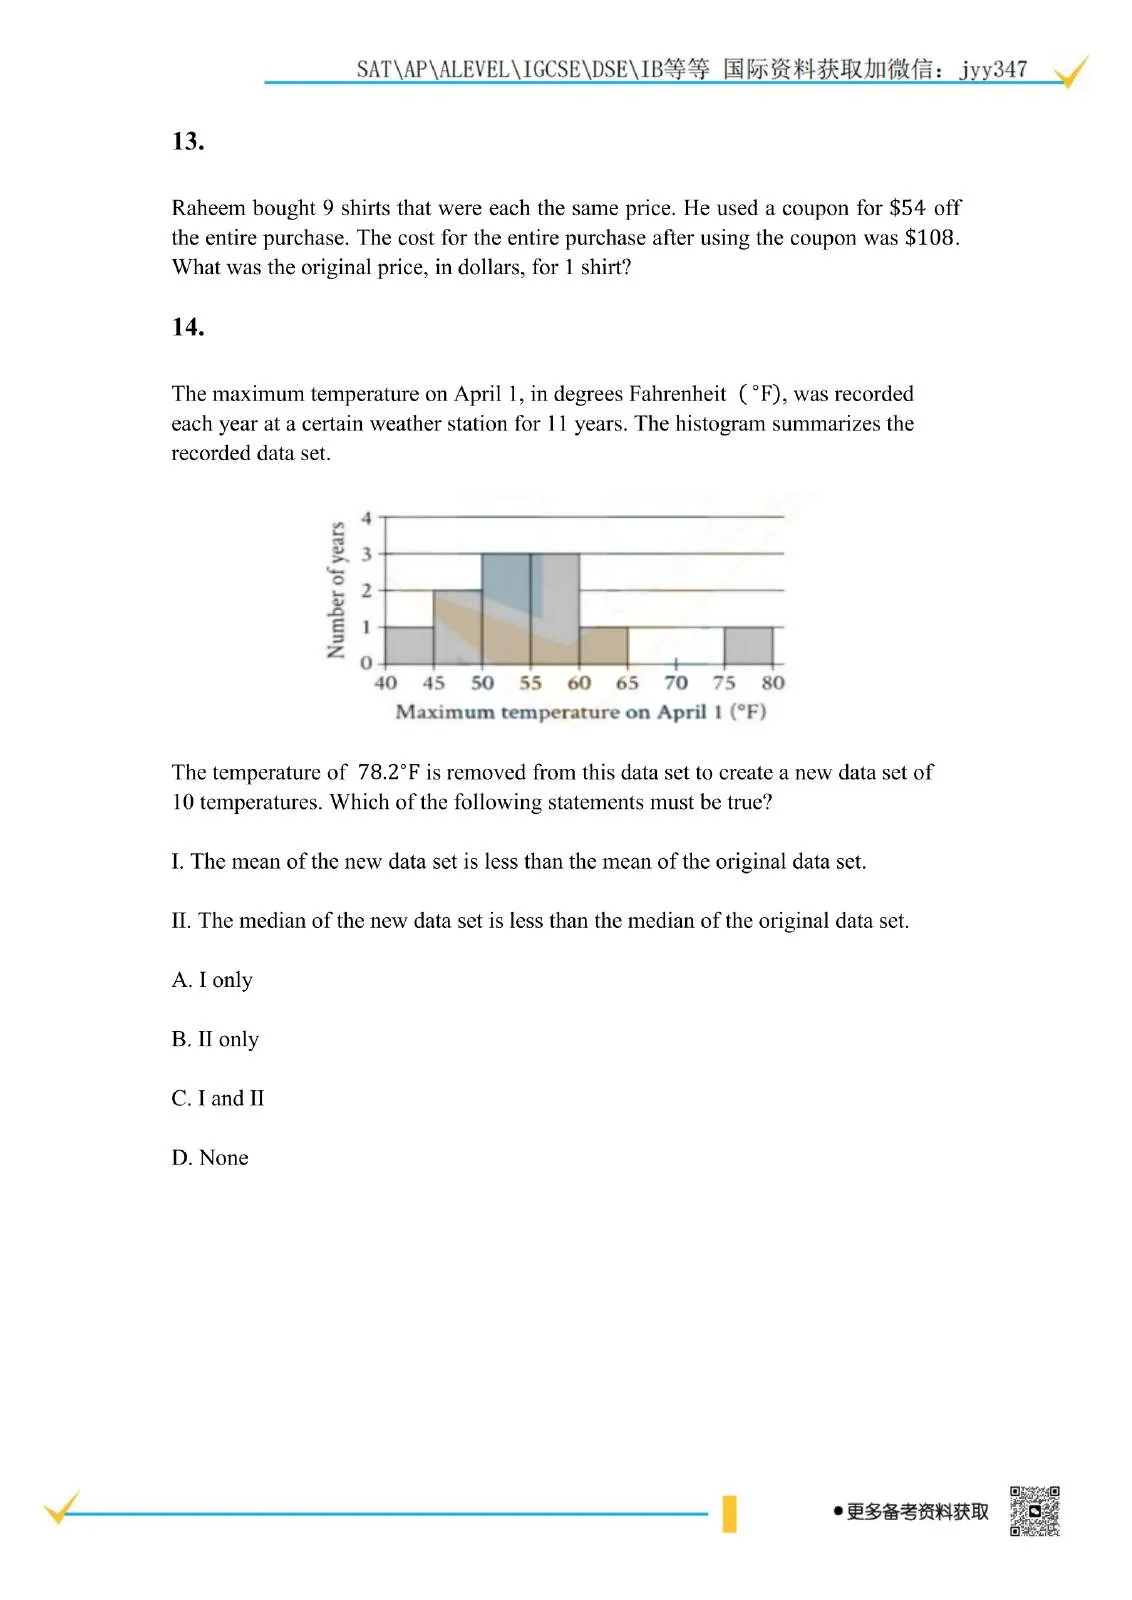 SAT\AP\ALEVEL\IGCSE\DSE\IB等等 国际资料获取加微信：jyy347
13.
Raheem bought 9 shirts that were each the same price. He used a coupon for $54 off
the entire purchase. The cost for the entire purchase after using the coupon was $108.
What was the original price, in dollars, for 1 shirt?
14.
The maximum temperature on April 1, in degrees Fahrenheit (°F), was recorded
each year at a certain weather station for 11 years. The histogram summarizes the
recorded data set.
Number of years
4
3
2
1
0
40 45 50 55 60 65 70 75 80
Maximum temperature on April 1 (°F)
The temperature of 78.2°F is removed from this data set to create a new data set of
10 temperatures. Which of the following statements must be true?
I. The mean of the new data set is less than the mean of the original data set.
II. The median of the new data set is less than the median of the original data set.
A. I only
B. II only
C. I and II
D. None
●更多备考资料获取